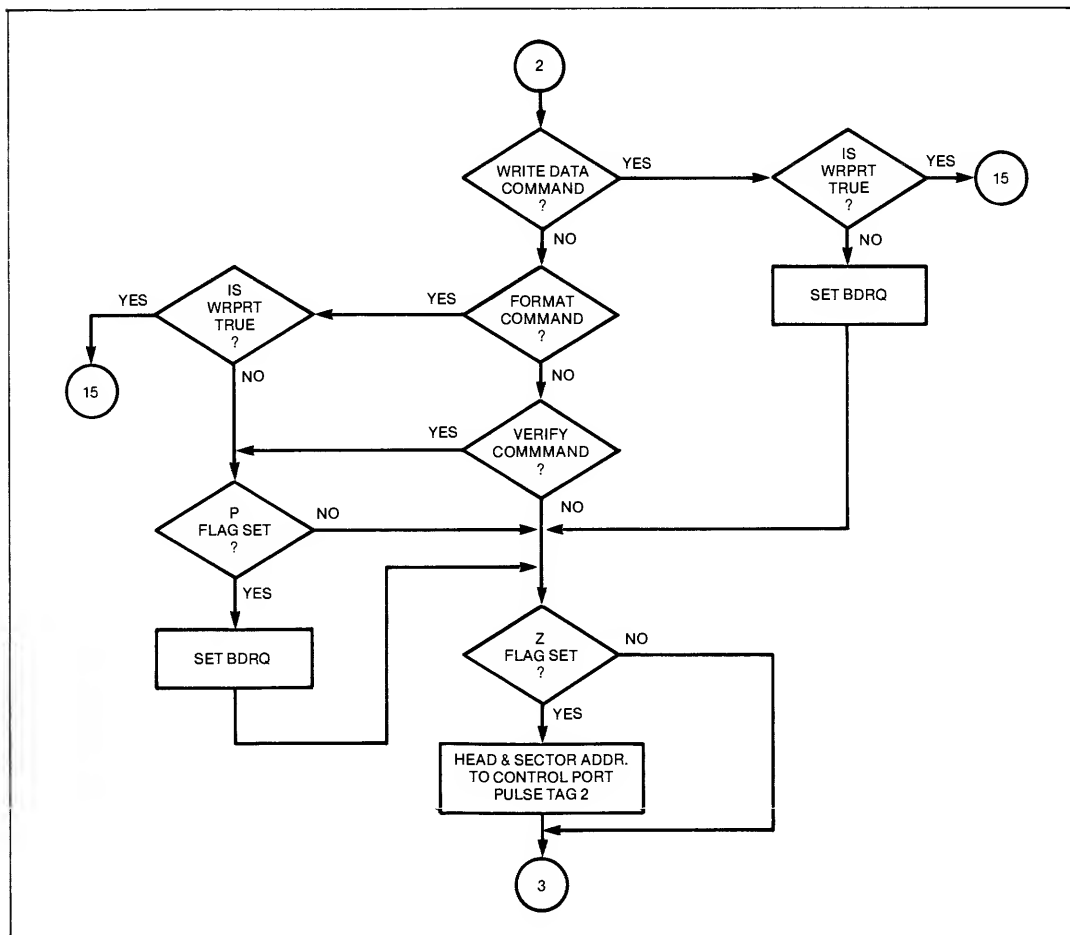 2
WRITE DATA
COMMAND
?
YES
NO
IS
WRPRT
TRUE
?
YES
15
NO
SET BDRQ
FORMAT
COMMAND
?
YES
NO
IS
WRPRT
TRUE
?
YES
15
NO
VERIFY
COMMMAND
?
YES
NO
P
FLAG SET
?
NO
YES
SET BDRQ
Z
FLAG SET
?
NO
YES
HEAD & SECTOR ADDR.
TO CONTROL PORT
PULSE TAG 2
3